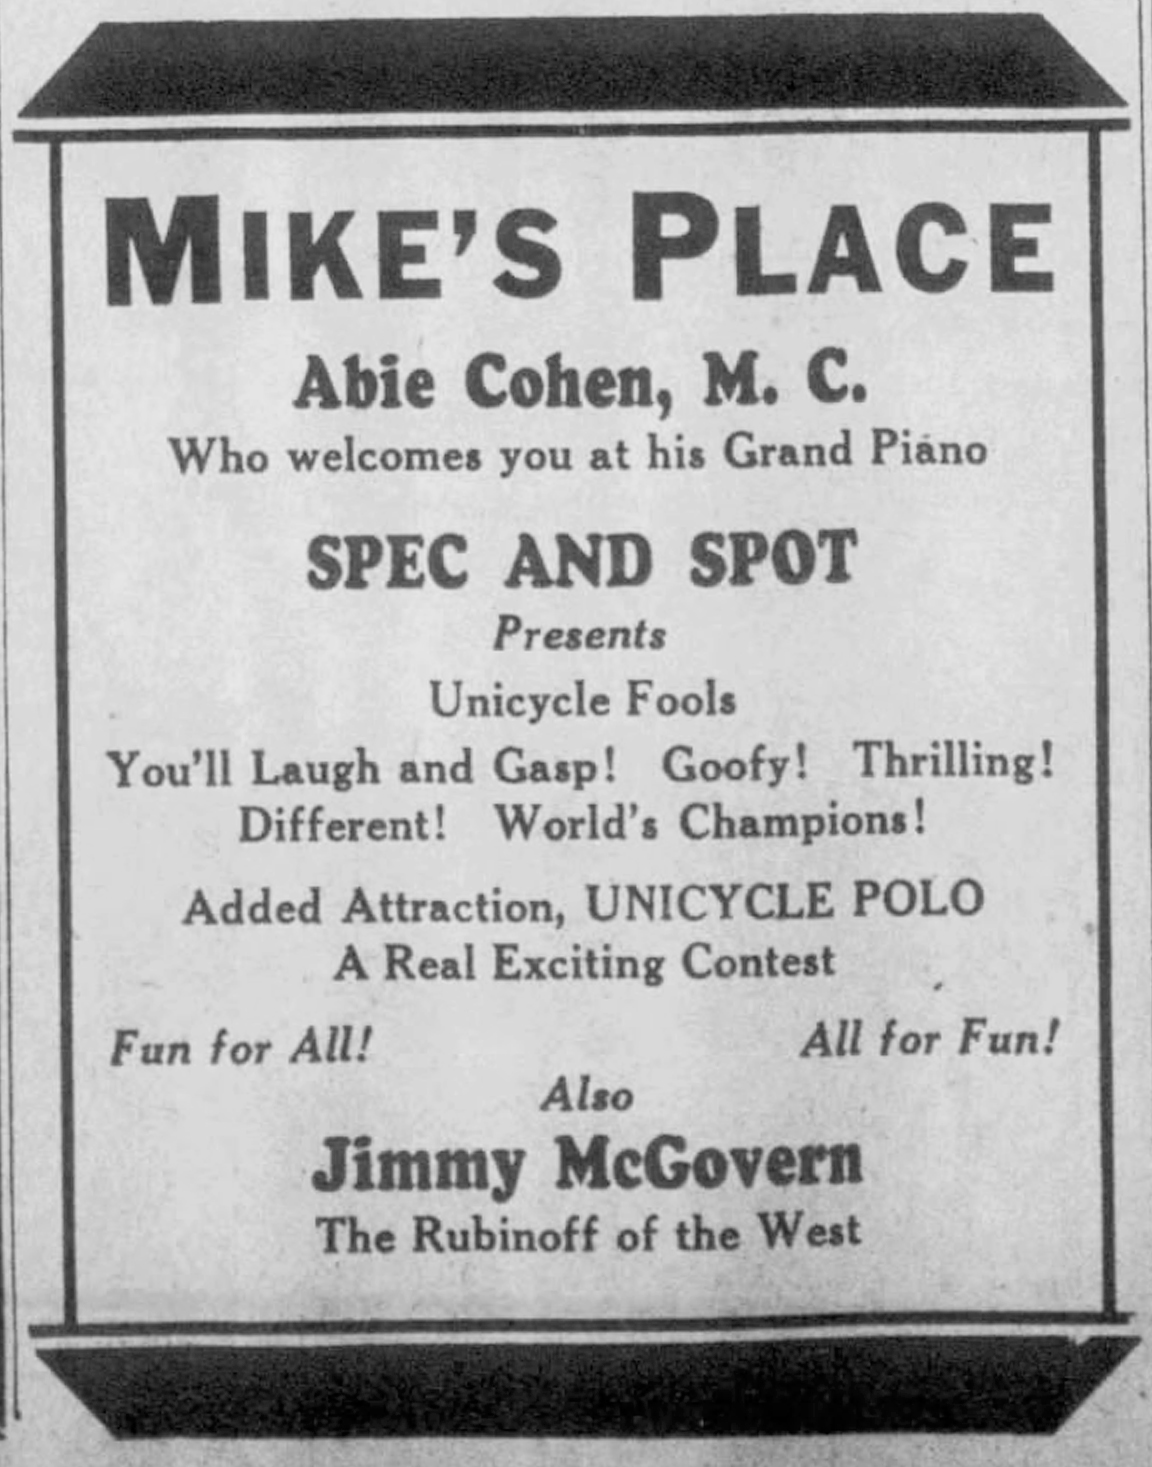 MIKE'S PLACE
Abie Cohen, M. C.
Who welcomes you at his Grand Piano
SPEC AND SPOT
Presents
Unicycle Fools
You'll Laugh and Gasp! Goofy! Thrilling!
Different! World's Champions!
Added Attraction, UNICYCLE POLO
A Real Exciting Contest
Fun for All! All for Fun!
Also
Jimmy McGovern
The Rubinoff of the West